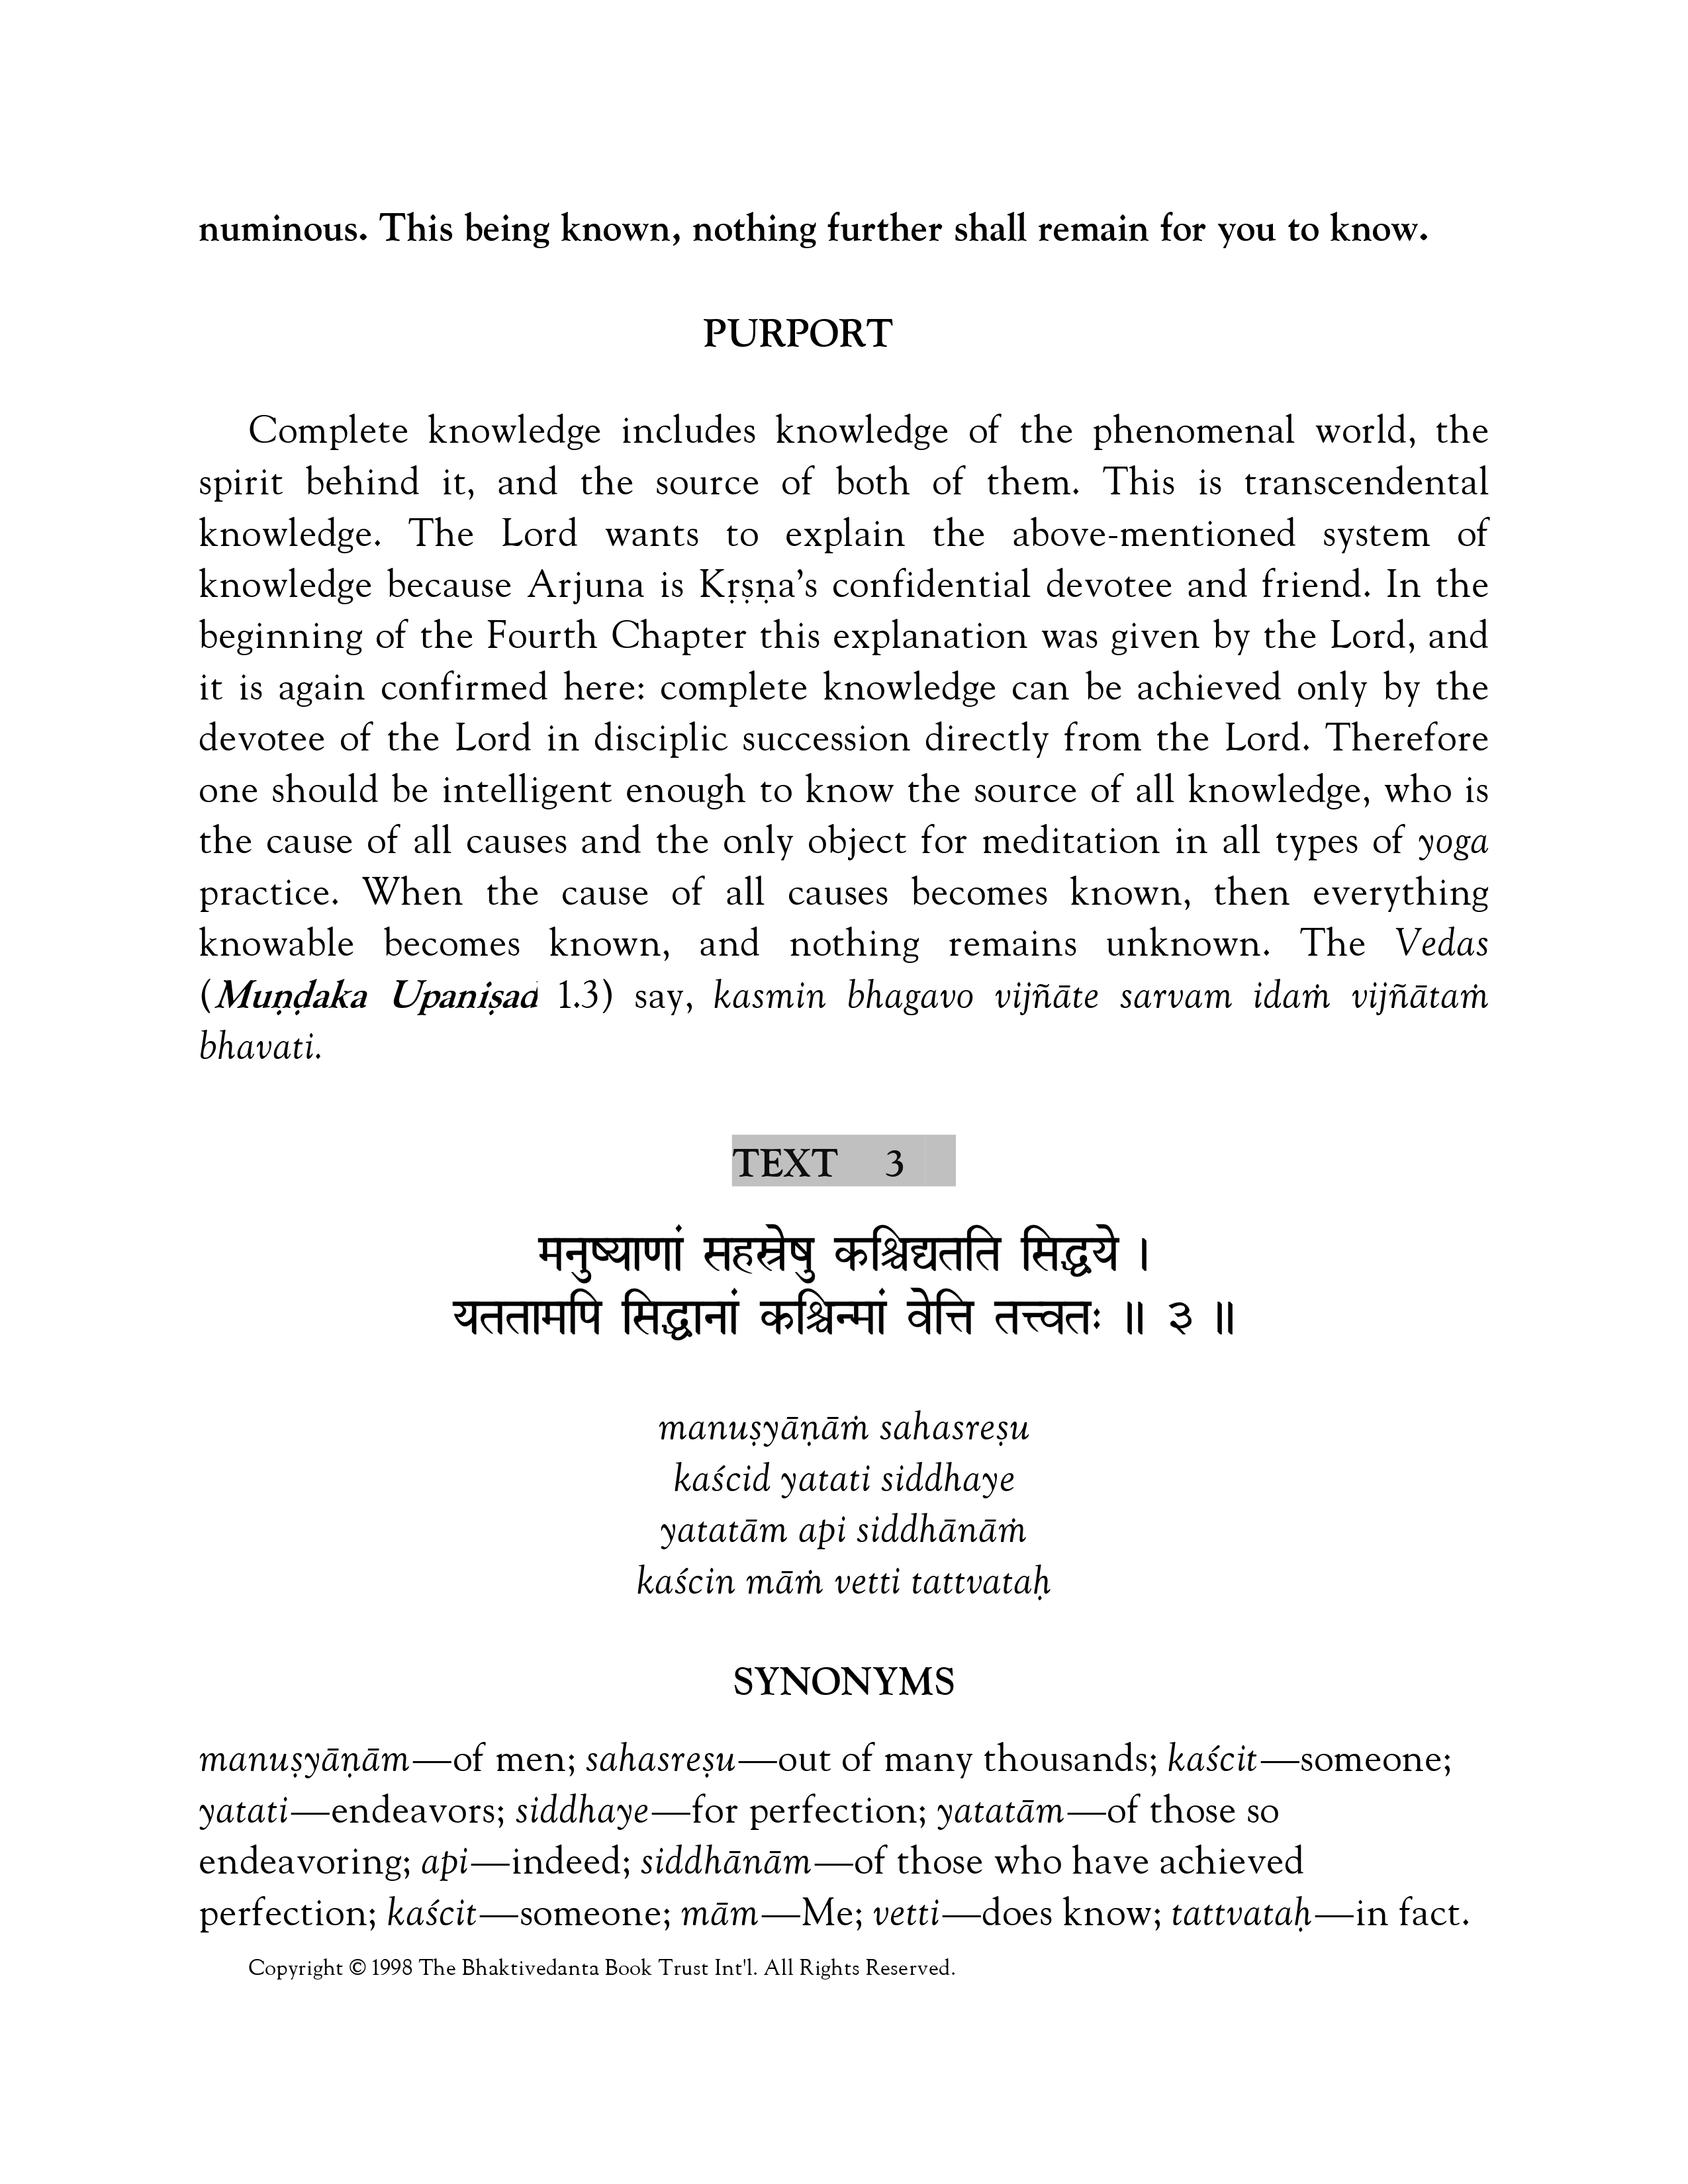 numinous. This being known, nothing further shall remain for you to know.
PURPORT
Complete knowledge includes knowledge of the phenomenal world, the
spirit behind it, and the source of both of them. This is transcendental
knowledge. The Lord wants to explain the above-mentioned system of
knowledge because Arjuna is Kṛṣṇa’s confidential devotee and friend. In the
beginning of the Fourth Chapter this explanation was given by the Lord, and
it is again confirmed here: complete knowledge can be achieved only by the
devotee of the Lord in disciplic succession directly from the Lord. Therefore
one should be intelligent enough to know the source of all knowledge, who is
the cause of all causes and the only object for meditation in all types of yoga
practice. When the cause of all causes becomes known, then everything
knowable becomes known, and nothing remains unknown. The Vedas
(Muṇḍaka Upaniṣad 1.3) say, kasmin bhagavo vijñāte sarvam idaṁ vijñātaṁ
bhavati.
TEXT 3
मनुष्याणां सहस्रेषु कश्चिद्यतति सिद्धये ।
यततामपि सिद्धानां कश्चिन्मां वेत्ति तत्त्वतः ॥ ३ ॥
manuṣyāṇāṁ sahasreṣu
kaścid yatati siddhaye
yatatām api siddhānāṁ
kaścin māṁ vetti tattvataḥ
SYNONYMS
manuṣyāṇām—of men; sahasreṣu—out of many thousands; kaścit—someone;
yatati—endeavors; siddhaye—for perfection; yatatām—of those so
endeavoring; api—indeed; siddhānām—of those who have achieved
perfection; kaścit—someone; mām—Me; vetti—does know; tattvataḥ—in fact.
Copyright © 1998 The Bhaktivedanta Book Trust Int'l. All Rights Reserved.